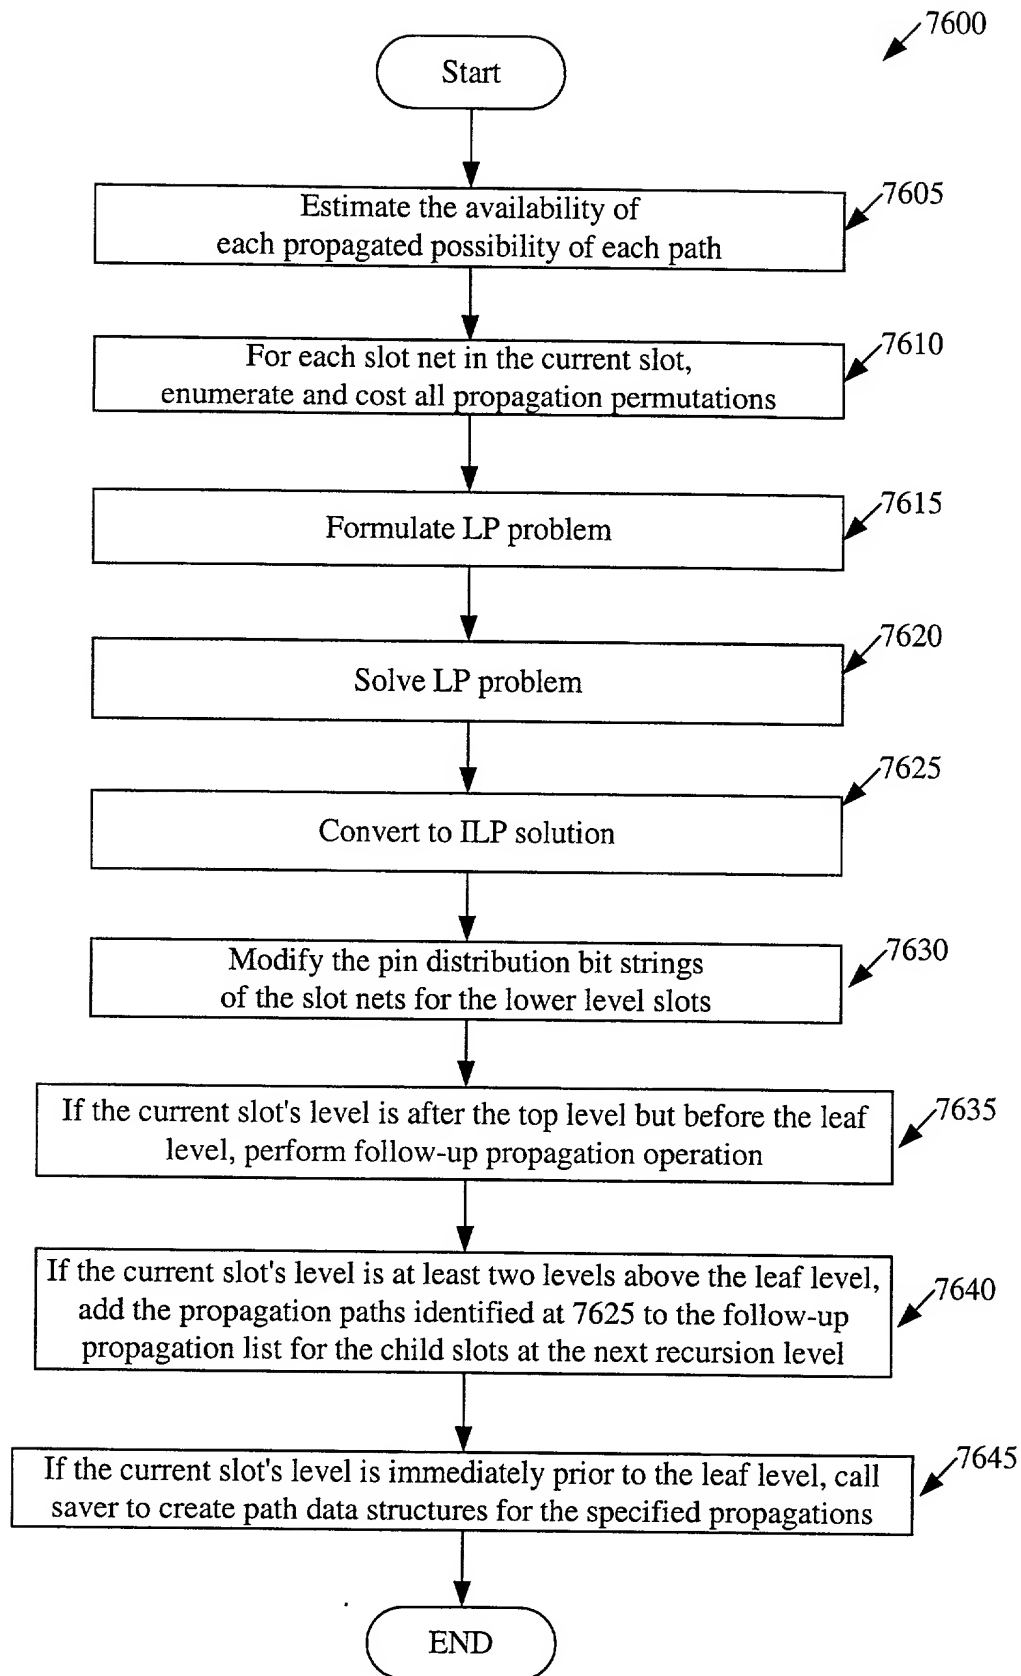 7600
Start
7605
Estimate the availability of
each propagated possibility of each path
7610
For each slot net in the current slot,
enumerate and cost all propagation permutations
7615
Formulate LP problem
7620
Solve LP problem
7625
Convert to ILP solution
7630
Modify the pin distribution bit strings
of the slot nets for the lower level slots
7635
If the current slot's level is after the top level but before the leaf
level, perform follow-up propagation operation
7640
If the current slot's level is at least two levels above the leaf level,
add the propagation paths identified at 7625 to the follow-up
propagation list for the child slots at the next recursion level
7645
If the current slot's level is immediately prior to the leaf level, call
saver to create path data structures for the specified propagations
END